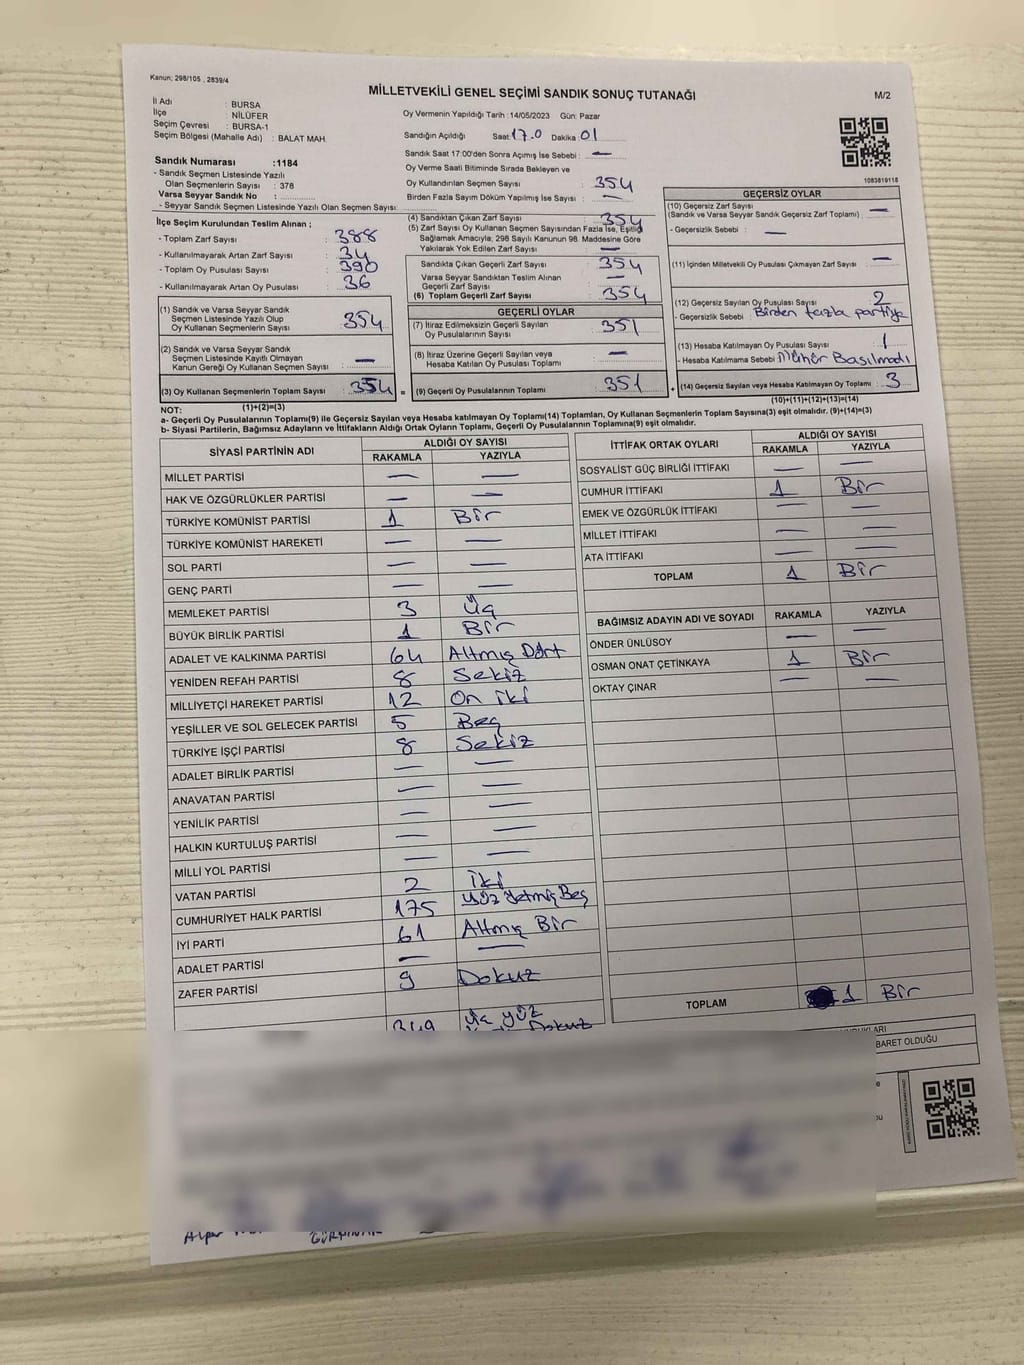 Kanun; 298/105 , 2839/4
MİLLETVEKİLİ GENEL SEÇİMİ SANDIK SONUÇ TUTANAĞI
M/2
İl Adı : BURSA
İlçe : NİLÜFER
Seçim Çevresi : BURSA-1
Seçim Bölgesi (Mahalle Adı) : BALAT MAH.
Oy Vermenin Yapıldığı Tarih :14/05/2023 Gün: Pazar
Sandığın Açıldığı Saat 17.0 Dakika 01
Sandık Saat 17:00'den Sonra Açımış İse Sebebi : —
Oy Verme Saati Bitiminde Sırada Bekleyen ve
Oy Kullandırılan Seçmen Sayısı : 354
Birden Fazla Sayım Döküm Yapılmış İse Sayısı : —
1083819118
Sandık Numarası :1184
- Sandık Seçmen Listesinde Yazılı
Olan Seçmenlerin Sayısı : 378
Varsa Seyyar Sandık No :
- Seyyar Sandık Seçmen Listesinde Yazılı Olan Seçmen Sayısı:
İlçe Seçim Kurulundan Teslim Alınan ;
- Toplam Zarf Sayısı : 388
- Kullanılmayarak Artan Zarf Sayısı : 34
- Toplam Oy Pusulası Sayısı : 390
- Kullanılmayarak Artan Oy Pusulası : 36
(1) Sandık ve Varsa Seyyar Sandık
Seçmen Listesinde Yazılı Olup
Oy Kullanan Seçmenlerin Sayısı : 354
(2) Sandık ve Varsa Seyyar Sandık
Seçmen Listesinde Kayıtlı Olmayan
Kanun Gereği Oy Kullanan Seçmen Sayısı : —
(3) Oy Kullanan Seçmenlerin Toplam Sayısı : 354 =
(1)+(2)=(3)
(4) Sandıktan Çıkan Zarf Sayısı : 354
(5) Zarf Sayısı Oy Kullanan Seçmen Sayısından Fazla İse, Eşitliği
Sağlamak Amacıyla, 298 Sayılı Kanunun 98. Maddesine Göre
Yakılarak Yok Edilen Zarf Sayısı : —
Sandıkta Çıkan Geçerli Zarf Sayısı : 354
Varsa Seyyar Sandıktan Teslim Alınan
Geçerli Zarf Sayısı : —
(6) Toplam Geçerli Zarf Sayısı : 354
GEÇERLİ OYLAR
(7) İtiraz Edilmeksizin Geçerli Sayılan
Oy Pusulalarının Sayısı : 351
(8) İtiraz Üzerine Geçerli Sayılan veya
Hesaba Katılan Oy Pusulası Toplamı : —
(9) Geçerli Oy Pusulalarının Toplamı : 351 +
GEÇERSİZ OYLAR
(10) Geçersiz Zarf Sayısı : —
(Sandık ve Varsa Seyyar Sandık Geçersiz Zarf Toplamı)
- Geçersizlik Sebebi : —
(11) İçinden Milletvekili Oy Pusulası Çıkmayan Zarf Sayısı : —
(12) Geçersiz Sayılan Oy Pusulası Sayısı : 2
- Geçersizlik Sebebi : Birden fazla partiye
(13) Hesaba Katılmayan Oy Pusulası Sayısı : 1
- Hesaba Katılmama Sebebi : Mühür Basılmadı
(14) Geçersiz Sayılan veya Hesaba Katılmayan Oy Toplamı : 3
(10)+(11)+(12)+(13)=(14)
NOT:
a- Geçerli Oy Pusulalarının Toplamı(9) ile Geçersiz Sayılan veya Hesaba katılmayan Oy Toplamı(14) Toplamları, Oy Kullanan Seçmenlerin Toplam Sayısına(3) eşit olmalıdır. (9)+(14)=(3)
b- Siyasi Partilerin, Bağımsız Adayların ve İttifakların Aldığı Ortak Oyların Toplamı, Geçerli Oy Pusulalarının Toplamına(9) eşit olmalıdır.
SİYASİ PARTİNİN ADI ALDIĞI OY SAYISI
RAKAMLA YAZIYLA
MİLLET PARTİSİ — —
HAK VE ÖZGÜRLÜKLER PARTİSİ — —
TÜRKİYE KOMÜNİST PARTİSİ 1 Bir
TÜRKİYE KOMÜNİST HAREKETİ — —
SOL PARTİ — —
GENÇ PARTİ — —
MEMLEKET PARTİSİ 3 Üç
BÜYÜK BİRLİK PARTİSİ 1 Bir
ADALET VE KALKINMA PARTİSİ 64 Altmış Dört
YENİDEN REFAH PARTİSİ 8 Sekiz
MİLLİYETÇİ HAREKET PARTİSİ 12 On iki
YEŞİLLER VE SOL GELECEK PARTİSİ 5 Beş
TÜRKİYE İŞÇİ PARTİSİ 8 Sekiz
ADALET BİRLİK PARTİSİ — —
ANAVATAN PARTİSİ — —
YENİLİK PARTİSİ — —
HALKIN KURTULUŞ PARTİSİ — —
MİLLİ YOL PARTİSİ — —
VATAN PARTİSİ 2 İki
CUMHURİYET HALK PARTİSİ 175 Yüz Yetmiş Beş
İYİ PARTİ 61 Altmış Bir
ADALET PARTİSİ — —
ZAFER PARTİSİ 9 Dokuz
349 Üç yüz
Dokuz
İTTİFAK ORTAK OYLARI ALDIĞI OY SAYISI
RAKAMLA YAZIYLA
SOSYALİST GÜÇ BİRLİĞİ İTTİFAKI — —
CUMHUR İTTİFAKI 1 Bir
EMEK VE ÖZGÜRLÜK İTTİFAKI — —
MİLLET İTTİFAKI — —
ATA İTTİFAKI — —
TOPLAM 1 Bir
BAĞIMSIZ ADAYIN ADI VE SOYADI RAKAMLA YAZIYLA
ÖNDER ÜNLÜSOY — —
OSMAN ONAT ÇETİNKAYA 1 Bir
OKTAY ÇINAR — —
TOPLAM 1 Bir
BARET OLDUĞU
Alper